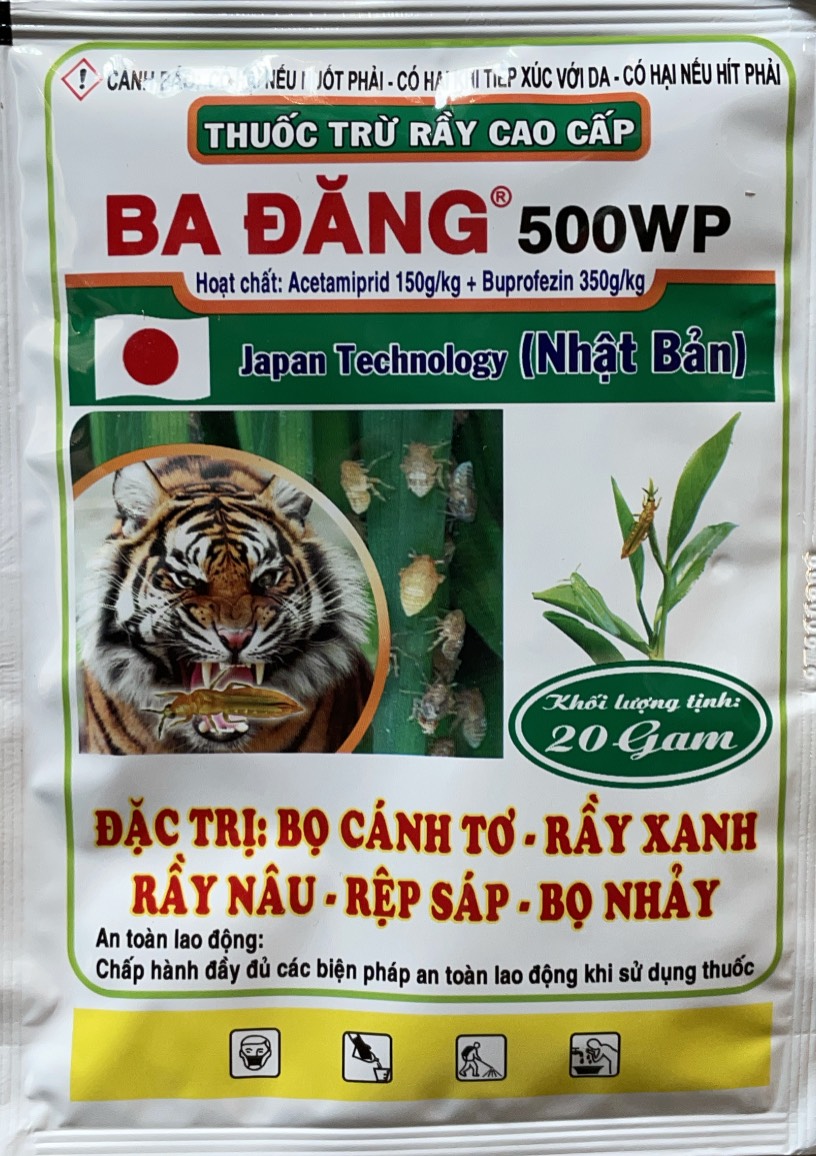 CẢNH BÁO NẾU NUỐT PHẢI - CÓ HẠI KHI TIẾP XÚC VỚI DA - CÓ HẠI NẾU HÍT PHẢI
THUỐC TRỪ RẦY CAO CẤP
BA ĐĂNG® 500WP
Hoạt chất: Acetamiprid 150g/kg + Buprofezin 350g/kg
Japan Technology (Nhật Bản)
Khối lượng tịnh:
20 Gam
ĐẶC TRỊ: BỌ CÁNH TƠ - RẦY XANH
RẦY NÂU - RỆP SÁP - BỌ NHẢY
An toàn lao động:
Chấp hành đầy đủ các biện pháp an toàn lao động khi sử dụng thuốc